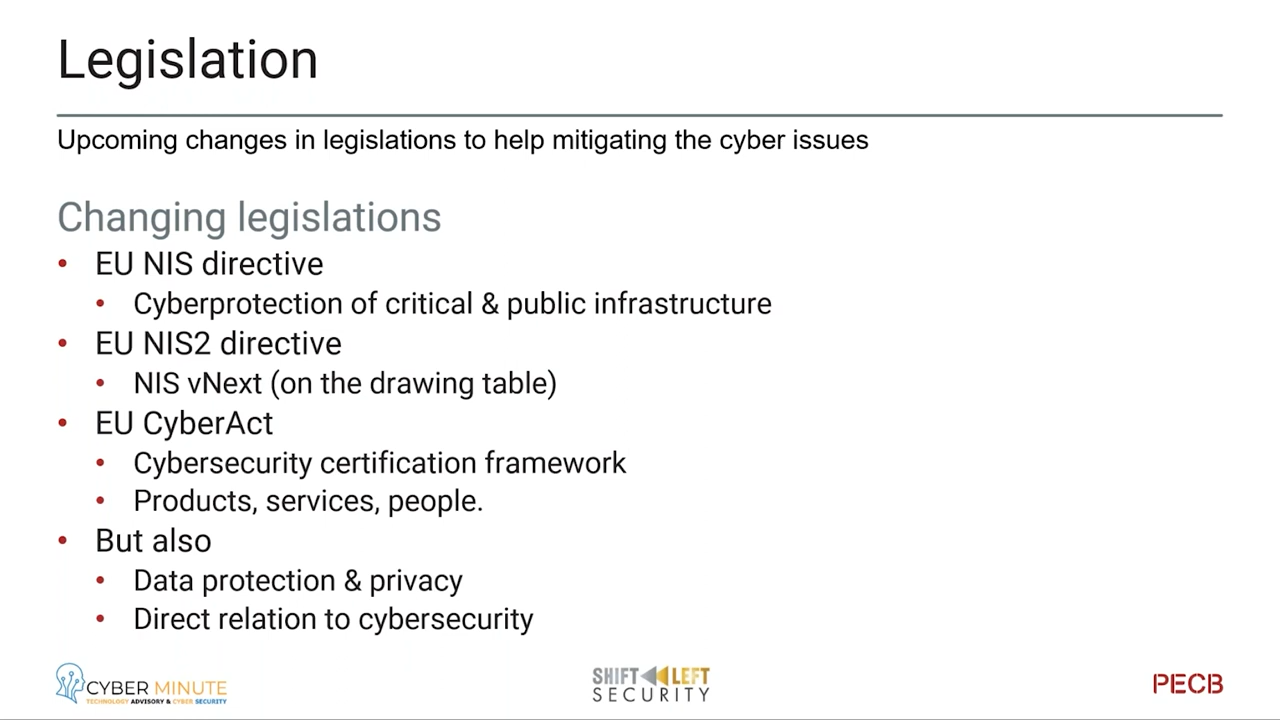 Legislation
Upcoming changes in legislations to help mitigating the cyber issues
Changing legislations
• EU NIS directive
• Cyberprotection of critical & public infrastructure
• EU NIS2 directive
• NIS vNext (on the drawing table)
• EU CyberAct
• Cybersecurity certification framework
• Products, services, people.
• But also
• Data protection & privacy
• Direct relation to cybersecurity
CYBER MINUTE
TECHNOLOGY ADVISORY & CYBER SECURITY
SHIFT LEFT
SECURITY
PECB